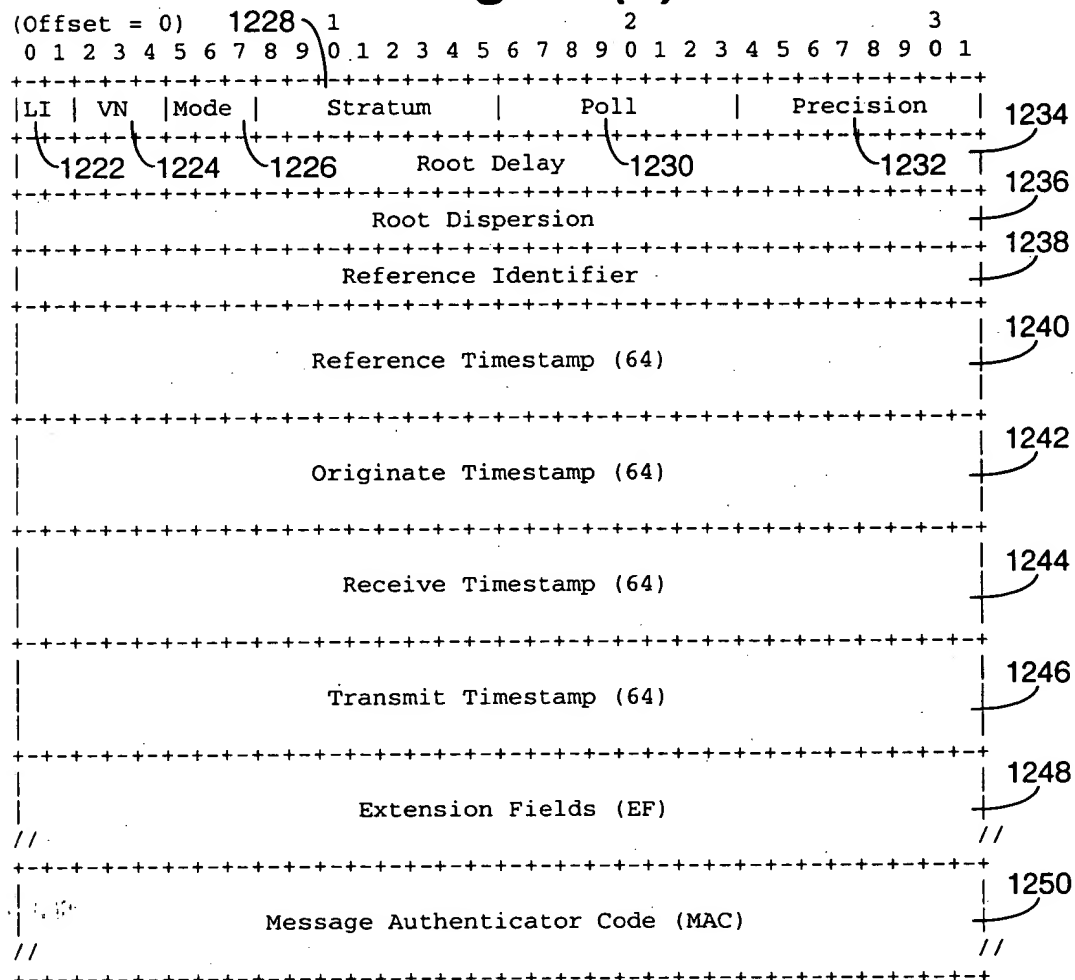 (Offset = 0) 1228 1 2 3
0 1 2 3 4 5 6 7 8 9 0 1 2 3 4 5 6 7 8 9 0 1 2 3 4 5 6 7 8 9 0 1
+-+-+-+-+-+-+-+-+-+-+-+-+-+-+-+-+-+-+-+-+-+-+-+-+-+-+-+-+-+-+-+-+
|LI | VN |Mode | Stratum | Poll | Precision | 1234
+-+-+-+-+-+-+-+-+-+-+-+-+-+-+-+-+-+-+-+-+-+-+-+-+-+-+-+-+-+-+-+-+
| 1222 1224 1226 Root Delay 1230 1232 | 1236
+-+-+-+-+-+-+-+-+-+-+-+-+-+-+-+-+-+-+-+-+-+-+-+-+-+-+-+-+-+-+-+-+
| Root Dispersion |
+-+-+-+-+-+-+-+-+-+-+-+-+-+-+-+-+-+-+-+-+-+-+-+-+-+-+-+-+-+-+-+-+ 1238
| Reference Identifier |
+-+-+-+-+-+-+-+-+-+-+-+-+-+-+-+-+-+-+-+-+-+-+-+-+-+-+-+-+-+-+-+-+
| | 1240
| Reference Timestamp (64) |
+-+-+-+-+-+-+-+-+-+-+-+-+-+-+-+-+-+-+-+-+-+-+-+-+-+-+-+-+-+-+-+-+
| | 1242
| Originate Timestamp (64) |
+-+-+-+-+-+-+-+-+-+-+-+-+-+-+-+-+-+-+-+-+-+-+-+-+-+-+-+-+-+-+-+-+
| | 1244
| Receive Timestamp (64) |
+-+-+-+-+-+-+-+-+-+-+-+-+-+-+-+-+-+-+-+-+-+-+-+-+-+-+-+-+-+-+-+-+
| | 1246
| Transmit Timestamp (64) |
+-+-+-+-+-+-+-+-+-+-+-+-+-+-+-+-+-+-+-+-+-+-+-+-+-+-+-+-+-+-+-+-+
| | 1248
| Extension Fields (EF) |
// //
+-+-+-+-+-+-+-+-+-+-+-+-+-+-+-+-+-+-+-+-+-+-+-+-+-+-+-+-+-+-+-+-+
| | 1250
| Message Authenticator Code (MAC) |
// //
+-+-+-+-+-+-+-+-+-+-+-+-+-+-+-+-+-+-+-+-+-+-+-+-+-+-+-+-+-+-+-+-+